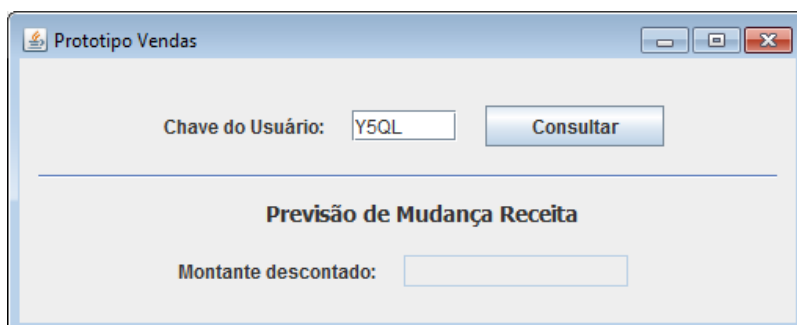 Prototipo Vendas
Chave do Usuário: Y5QL Consultar
Previsão de Mudança Receita
Montante descontado: